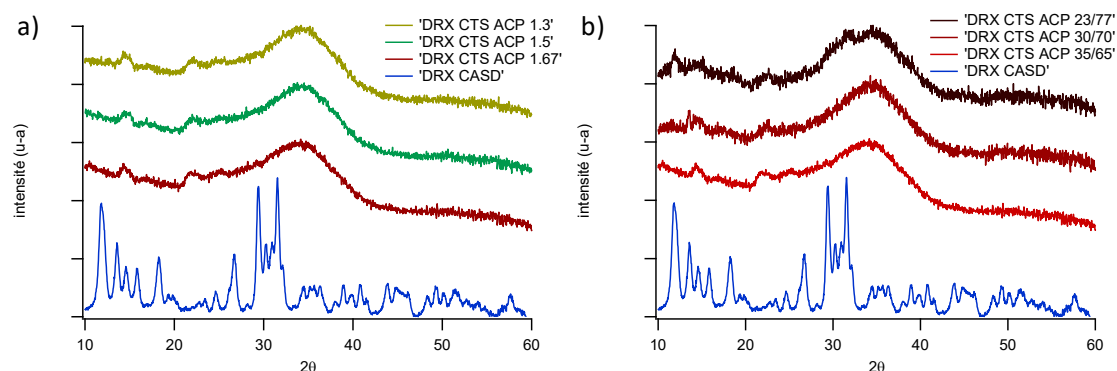 a)
'DRX CTS ACP 1.3'
'DRX CTS ACP 1.5'
'DRX CTS ACP 1.67'
'DRX CASD'
intensité (u-a)
10 20 30 40 50 60
2θ
b)
'DRX CTS ACP 23/77'
'DRX CTS ACP 30/70'
'DRX CTS ACP 35/65'
'DRX CASD'
intensité (u-a)
10 20 30 40 50 60
2θ